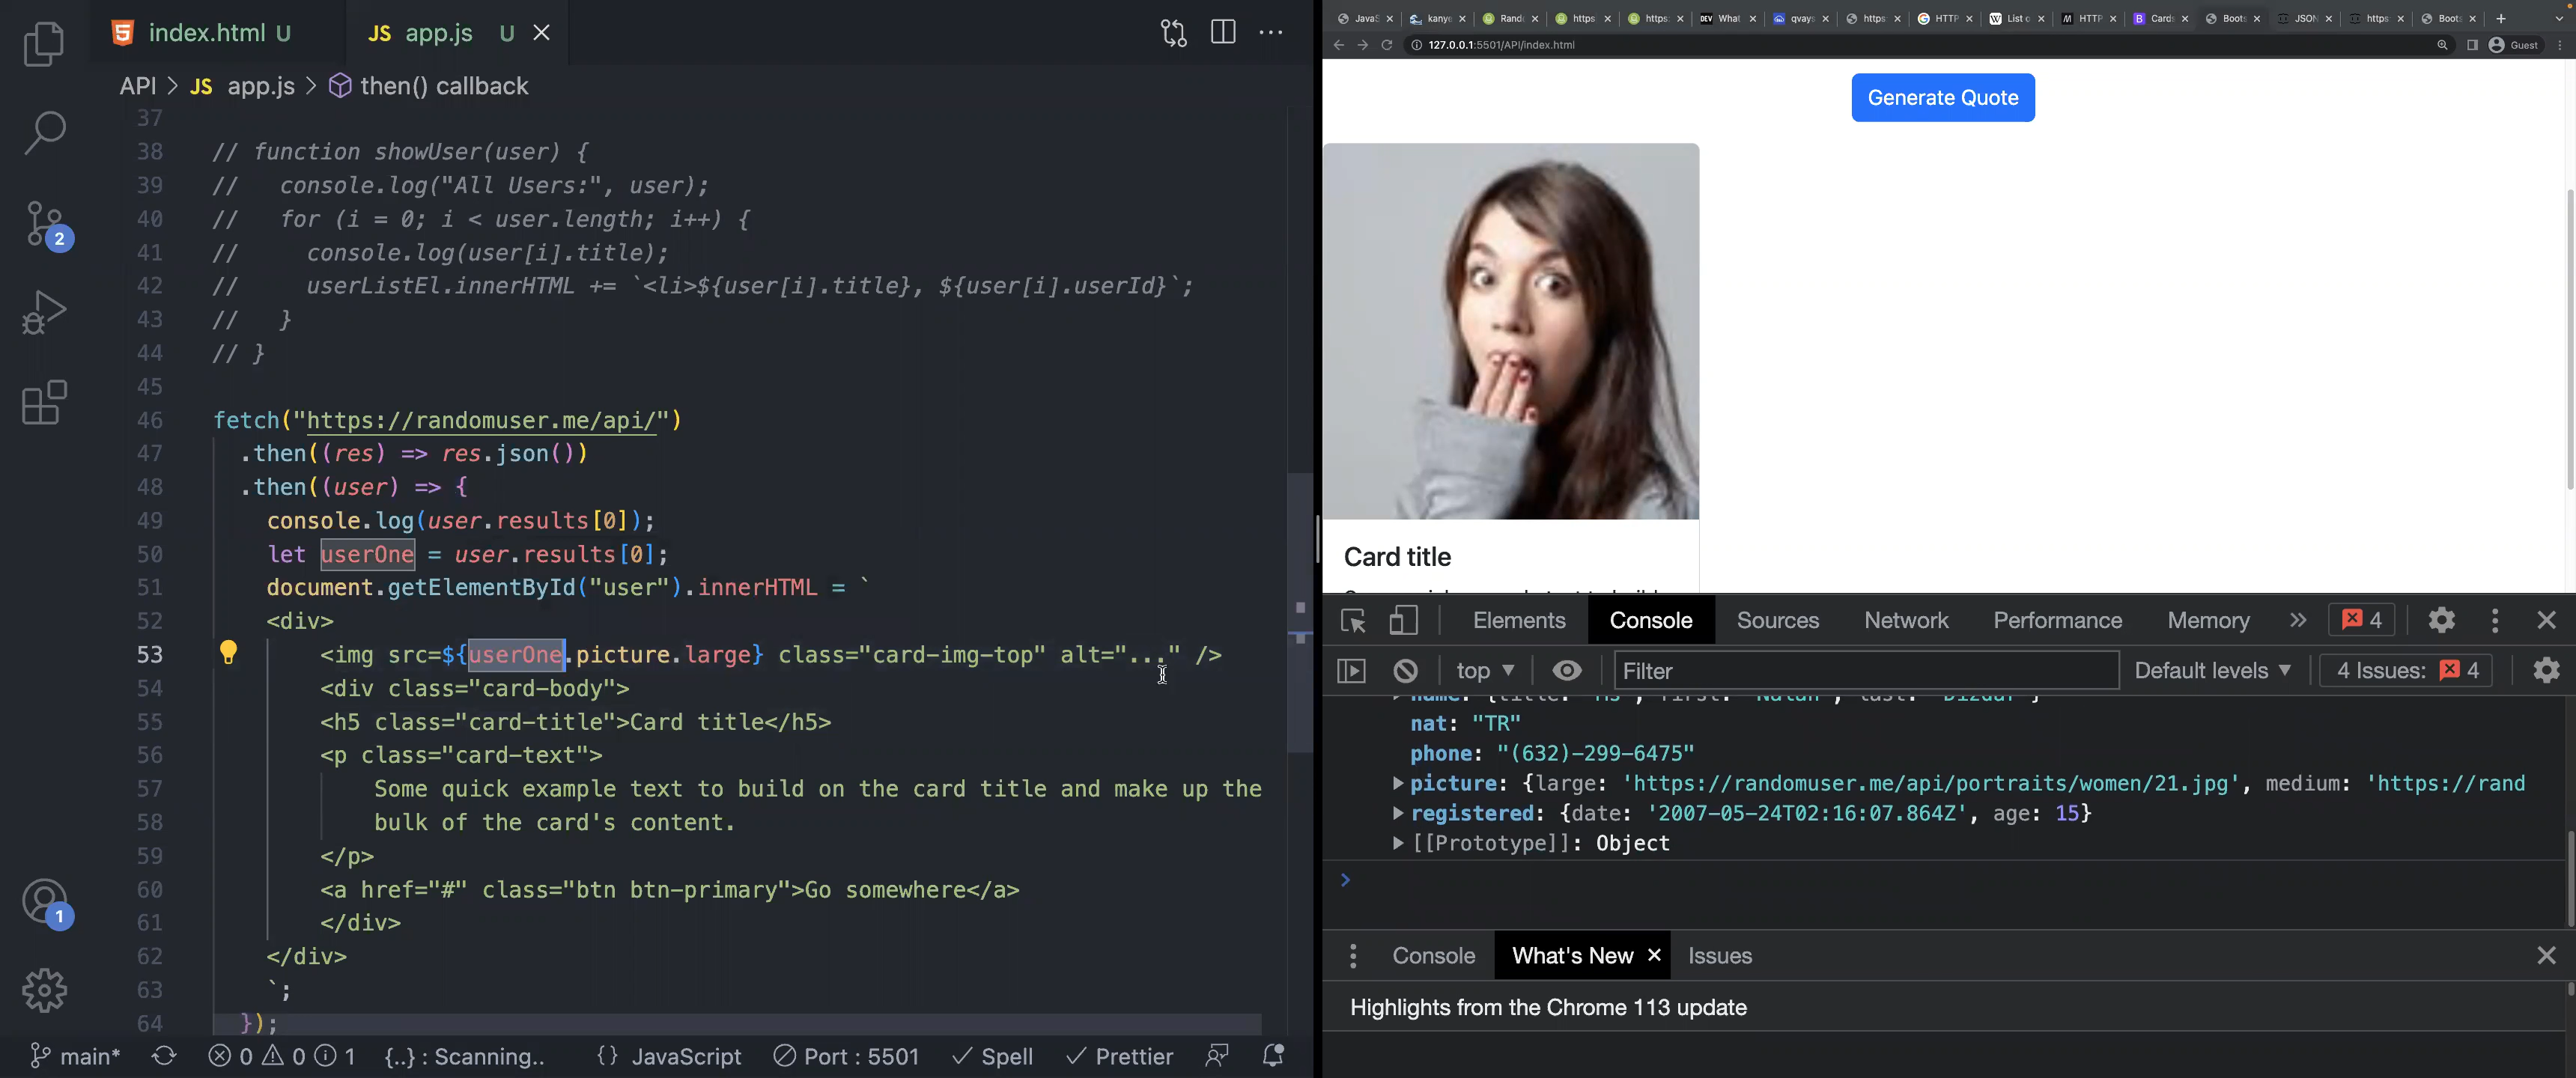 index.html U
JS app.js U
API > JS app.js > then() callback
37
38 // function showUser(user) {
39 //   console.log("All Users:", user);
40 //   for (i = 0; i < user.length; i++) {
41 //     console.log(user[i].title);
42 //     userListEl.innerHTML += `<li>${user[i].title}, ${user[i].userId}`;
43 //   }
44 // }
45
46 fetch("https://randomuser.me/api/")
47   .then((res) => res.json())
48   .then((user) => {
49     console.log(user.results[0]);
50     let userOne = user.results[0];
51     document.getElementById("user").innerHTML = `
52     <div>
53         <img src=${userOne.picture.large} class="card-img-top" alt="..." />
54         <div class="card-body">
55         <h5 class="card-title">Card title</h5>
56         <p class="card-text">
57             Some quick example text to build on the card title and make up the
58             bulk of the card's content.
59         </p>
60         <a href="#" class="btn btn-primary">Go somewhere</a>
61         </div>
62     </div>
63     `;
64   });
2
1
main* 0 0 1 {..} : Scanning.. {} JavaScript Port : 5501 Spell Prettier
JavaS kany Rand https https: DEV What qvays https HTTP List o HTTP Cards Boots JSON https Boots
127.0.0.1:5501/API/index.html Guest
Generate Quote
Card title
Elements Console Sources Network Performance Memory » 4
top Filter Default levels 4 Issues: 4
nat: "TR"
phone: "(632)-299-6475"
picture: {large: 'https://randomuser.me/api/portraits/women/21.jpg', medium: 'https://rand
registered: {date: '2007-05-24T02:16:07.864Z', age: 15}
[[Prototype]]: Object
>
Console What's New Issues
Highlights from the Chrome 113 update